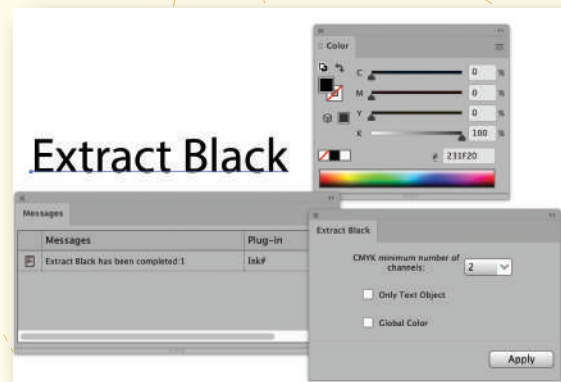 Color
C 0 %
M 0 %
Y 0 %
K 100 %
# 231F20
Extract Black
Messages
Messages Plug-in
Extract Black has been completed:1 Ink#
Extract Black
CMYK minimum number of
channels: 2
Only Text Object
Global Color
Apply